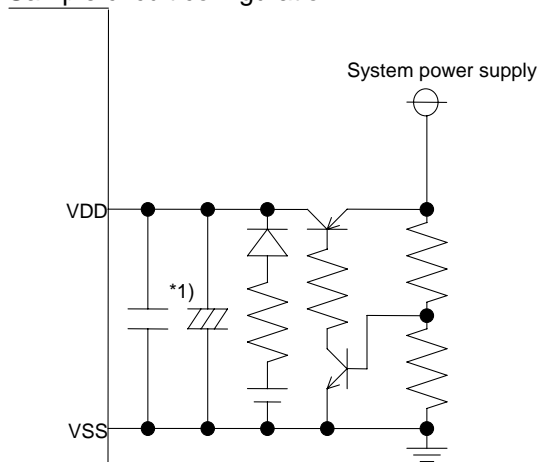 Sample circuit configuration
System power supply
VDD
*1)
VSS